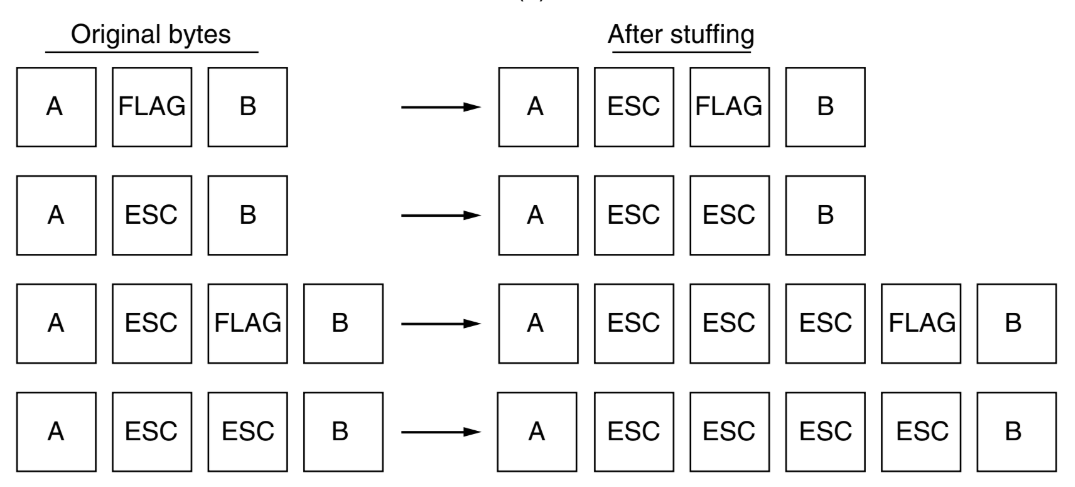 Original bytes After stuffing
A FLAG B A ESC FLAG B
A ESC B A ESC ESC B
A ESC FLAG B A ESC ESC ESC FLAG B
A ESC ESC B A ESC ESC ESC ESC B